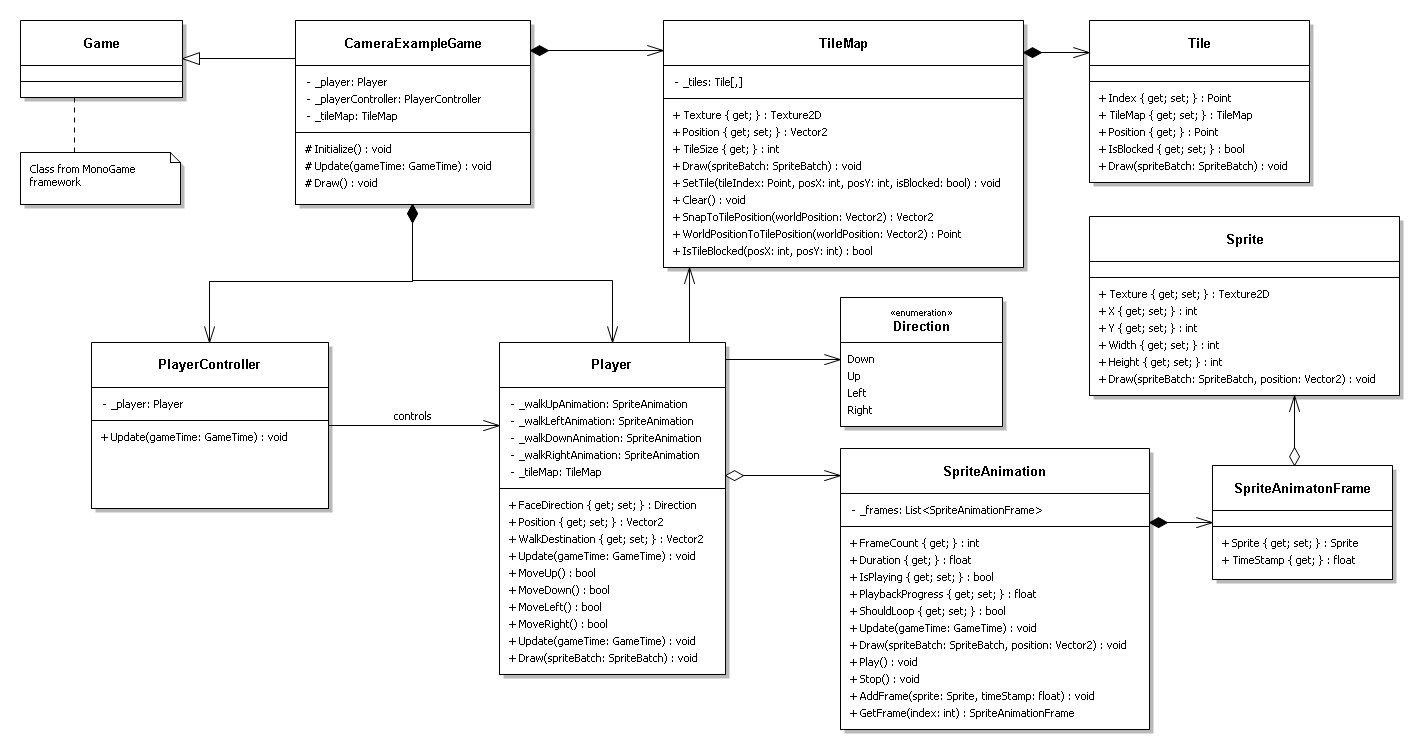 Game
Class from MonoGame
framework
CameraExampleGame
- _player: Player
- _playerController: PlayerController
- _tileMap: TileMap
# Initialize() : void
# Update(gameTime: GameTime) : void
# Draw() : void
TileMap
- _tiles: Tile[,]
+ Texture { get; } : Texture2D
+ Position { get; set; } : Vector2
+ TileSize { get; } : int
+ Draw(spriteBatch: SpriteBatch) : void
+ SetTile(tileIndex: Point, posX: int, posY: int, isBlocked: bool) : void
+ Clear() : void
+ SnapToTilePosition(worldPosition: Vector2) : Vector2
+ WorldPositionToTilePosition(worldPosition: Vector2) : Point
+ IsTileBlocked(posX: int, posY: int) : bool
Tile
+ Index { get; set; } : Point
+ TileMap { get; set; } : TileMap
+ Position { get; } : Point
+ IsBlocked { get; set; } : bool
+ Draw(spriteBatch: SpriteBatch) : void
Sprite
+ Texture { get; set; } : Texture2D
+ X { get; set; } : int
+ Y { get; set; } : int
+ Width { get; set; } : int
+ Height { get; set; } : int
+ Draw(spriteBatch: SpriteBatch, position: Vector2) : void
PlayerController
- _player: Player
+ Update(gameTime: GameTime) : void
controls
Player
- _walkUpAnimation: SpriteAnimation
- _walkLeftAnimation: SpriteAnimation
- _walkDownAnimation: SpriteAnimation
- _walkRightAnimation: SpriteAnimation
- _tileMap: TileMap
+ FaceDirection { get; set; } : Direction
+ Position { get; set; } : Vector2
+ WalkDestination { get; set; } : Vector2
+ Update(gameTime: GameTime) : void
+ MoveUp() : bool
+ MoveDown() : bool
+ MoveLeft() : bool
+ MoveRight() : bool
+ Update(gameTime: GameTime) : void
+ Draw(spriteBatch: SpriteBatch) : void
«enumeration»
Direction
Down
Up
Left
Right
SpriteAnimation
- _frames: List<SpriteAnimationFrame>
+ FrameCount { get; } : int
+ Duration { get; } : float
+ IsPlaying { get; set; } : bool
+ PlaybackProgress { get; set; } : float
+ ShouldLoop { get; set; } : bool
+ Update(gameTime: GameTime) : void
+ Draw(spriteBatch: SpriteBatch, position: Vector2) : void
+ Play() : void
+ Stop() : void
+ AddFrame(sprite: Sprite, timeStamp: float) : void
+ GetFrame(index: int) : SpriteAnimationFrame
SpriteAnimatonFrame
+ Sprite { get; set; } : Sprite
+ TimeStamp { get; } : float